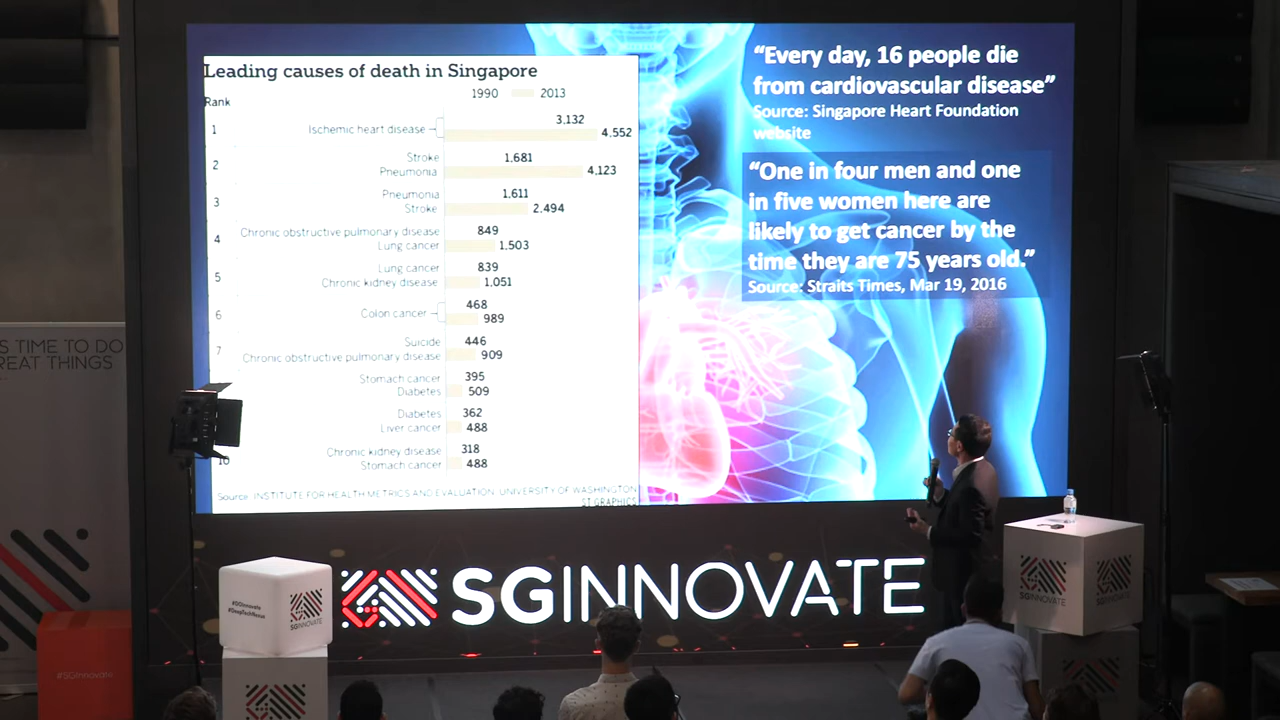 Leading causes of death in Singapore
Rank
1990 2013
1 Ischemic heart disease 3,132
4,552
2 Stroke 1,681
Pneumonia 4,123
3 Pneumonia 1,611
Stroke 2,494
4 Chronic obstructive pulmonary disease 849
Lung cancer 1,503
5 Lung cancer 839
Chronic kidney disease 1,051
6 Colon cancer 468
989
7 Suicide 446
Chronic obstructive pulmonary disease 909
Stomach cancer 395
Diabetes 509
Diabetes 362
Liver cancer 488
10 Chronic kidney disease 318
Stomach cancer 488
Source: INSTITUTE FOR HEALTH METRICS AND EVALUATION, UNIVERSITY OF WASHINGTON
ST GRAPHICS
“Every day, 16 people die
from cardiovascular disease”
Source: Singapore Heart Foundation
website
“One in four men and one
in five women here are
likely to get cancer by the
time they are 75 years old.”
Source: Straits Times, Mar 19, 2016
S TIME TO DO
REAT THINGS
#SGInnovate
SGINNOVATE
SGINNOVATE
SGINNOVATE
SGINNOVATE